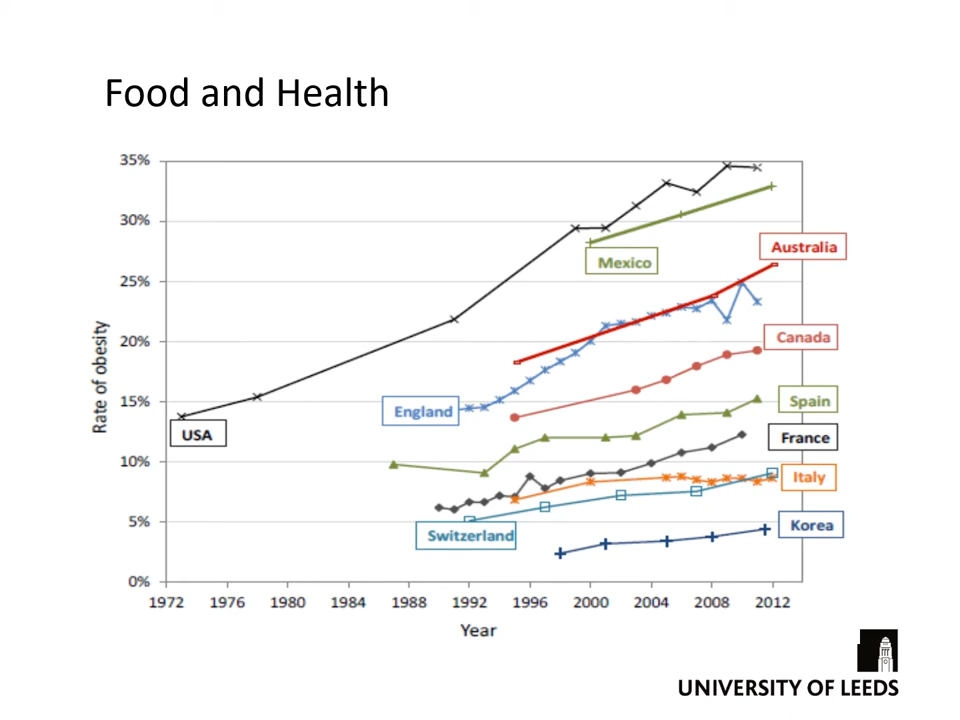 Food and Health
35%
30%
25%
20%
15%
10%
5%
0%
Rate of obesity
1972 1976 1980 1984 1988 1992 1996 2000 2004 2008 2012
Year
USA
Mexico
Australia
England
Canada
Spain
France
Italy
Switzerland
Korea
UNIVERSITY OF LEEDS